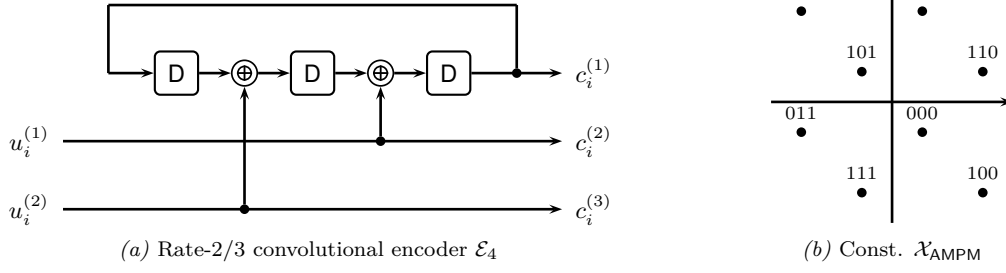 D ⊕ D ⊕ D c_i^{(1)}
u_i^{(1)} c_i^{(2)}
u_i^{(2)} c_i^{(3)}
(a) Rate-2/3 convolutional encoder ℰ_4
101 110
011 000
111 100
(b) Const. 𝒳_AMPM